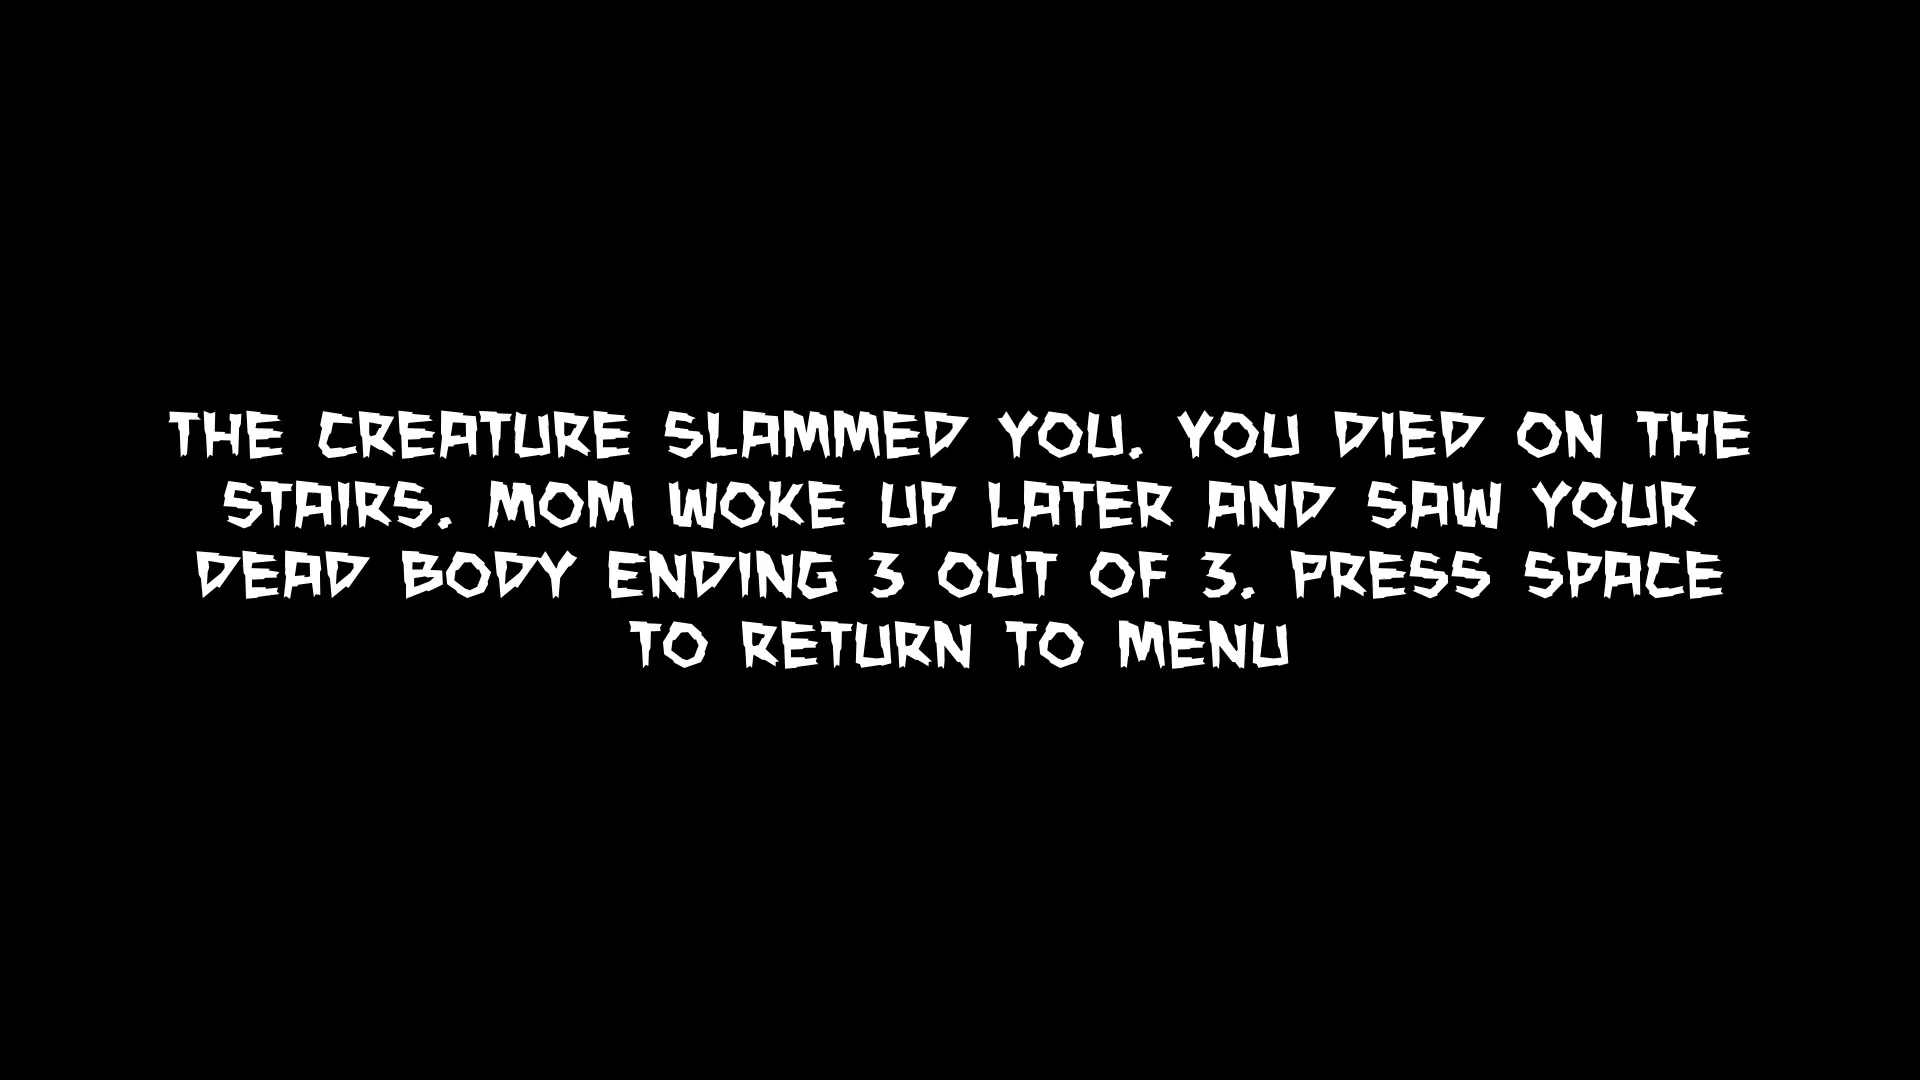 THE CREATURE SLAMMED YOU. YOU DIED ON THE
STAIRS. MOM WOKE UP LATER AND SAW YOUR
DEAD BODY ENDING 3 OUT OF 3. PRESS SPACE
TO RETURN TO MENU